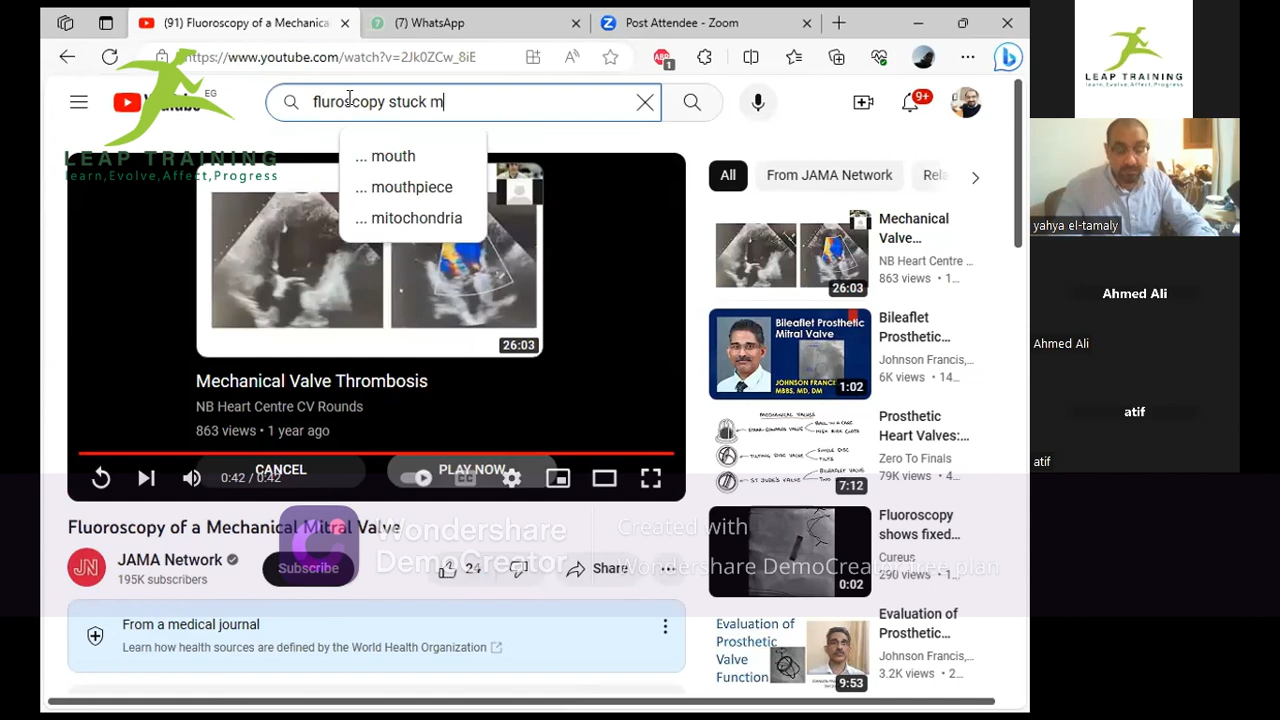 (91) Fluoroscopy of a Mechanica
(7) WhatsApp
Post Attendee - Zoom
https://www.youtube.com/watch?v=2Jk0ZCw_8iE
1
EG
fluroscopy stuck m
9+
... mouth
... mouthpiece
... mitochondria
LEAP TRAINING
learn,Evolve,Affect,Progress
26:03
Mechanical Valve Thrombosis
NB Heart Centre CV Rounds
863 views • 1 year ago
CANCEL
PLAY NOW
0:42 / 0:42
Fluoroscopy of a Mechanical Mitral Valve
JAMA Network
195K subscribers
Subscribe
24
Share
From a medical journal
Learn how health sources are defined by the World Health Organization
All
From JAMA Network
Rela
Mechanical
Valve...
NB Heart Centre ...
863 views • 1...
26:03
Bileaflet Prosthetic
Mitral Valve
JOHNSON FRANCIS
MBBS, MD, DM
1:02
Bileaflet
Prosthetic...
Johnson Francis,...
6K views • 14...
7:12
Prosthetic
Heart Valves:...
Zero To Finals
79K views • 4...
0:02
Fluoroscopy
shows fixed...
Cureus
290 views • 1...
Evaluation of
Prosthetic
Valve
Function
9:53
Evaluation of
Prosthetic...
Johnson Francis,...
3.2K views • 2...
Wondershare
DemoCreator
Created with
Wondershare DemoCreator free plan
LEAP TRAINING
learn,Evolve,Affect,Progress
yahya el-tamaly
Ahmed Ali
Ahmed Ali
atif
atif